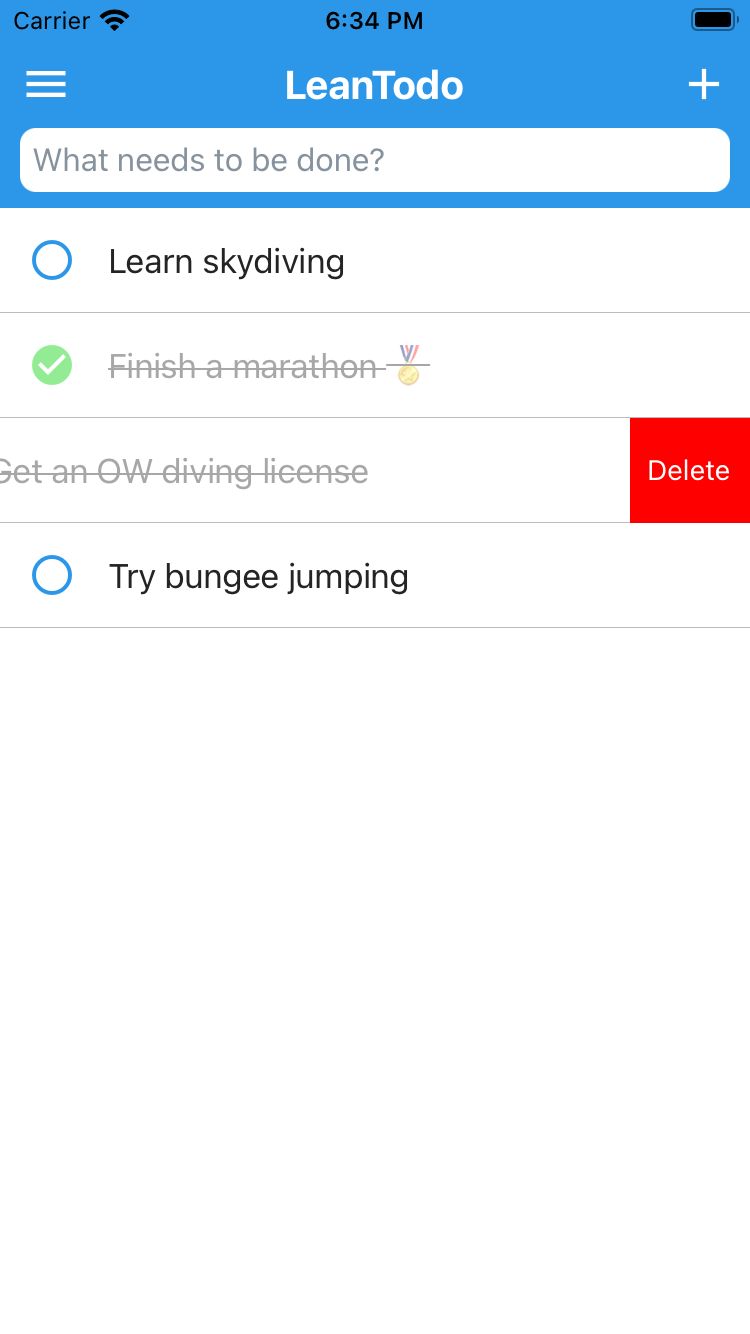 Carrier 6:34 PM
LeanTodo
What needs to be done?
Learn skydiving
Finish a marathon 🏅
Get an OW diving license Delete
Try bungee jumping